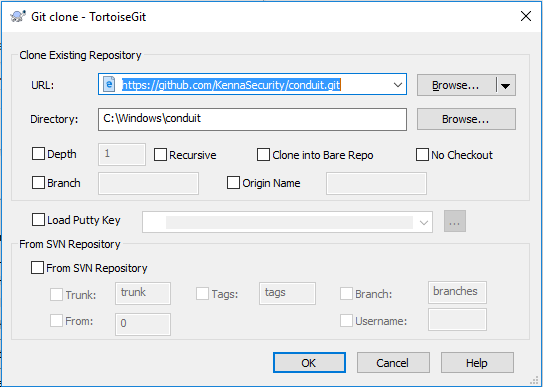 Git clone - TortoiseGit
Clone Existing Repository
URL: https://github.com/KennaSecurity/conduit.git Browse...
Directory: C:\Windows\conduit Browse...
Depth 1 Recursive Clone into Bare Repo No Checkout
Branch Origin Name
Load Putty Key ...
From SVN Repository
From SVN Repository
Trunk: trunk Tags: tags Branch: branches
From: 0 Username:
OK Cancel Help